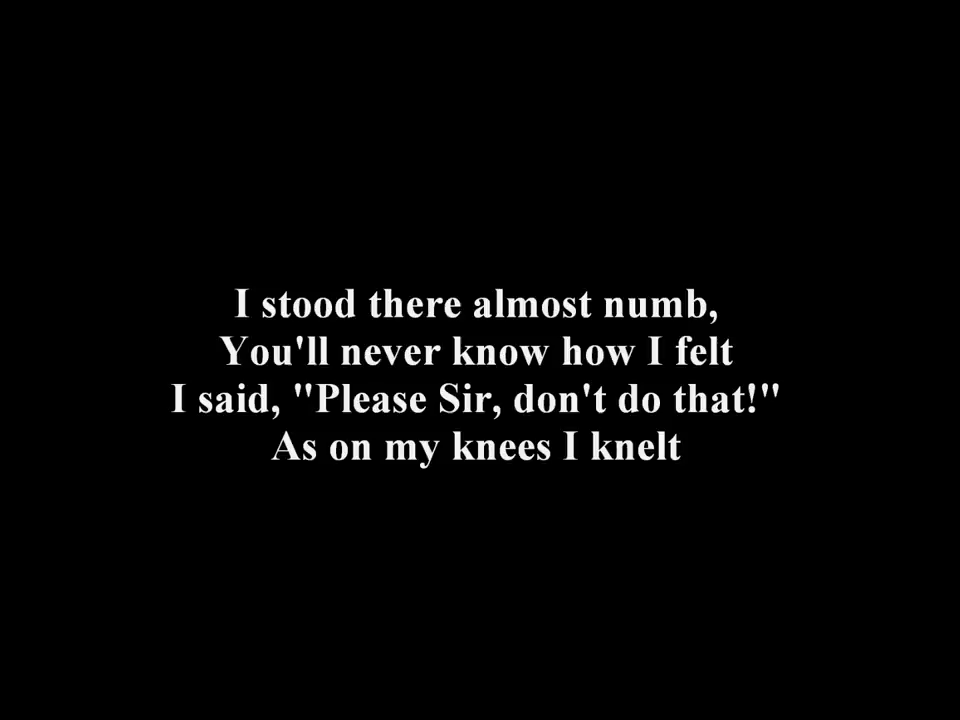 I stood there almost numb,
You'll never know how I felt
I said, "Please Sir, don't do that!"
As on my knees I knelt